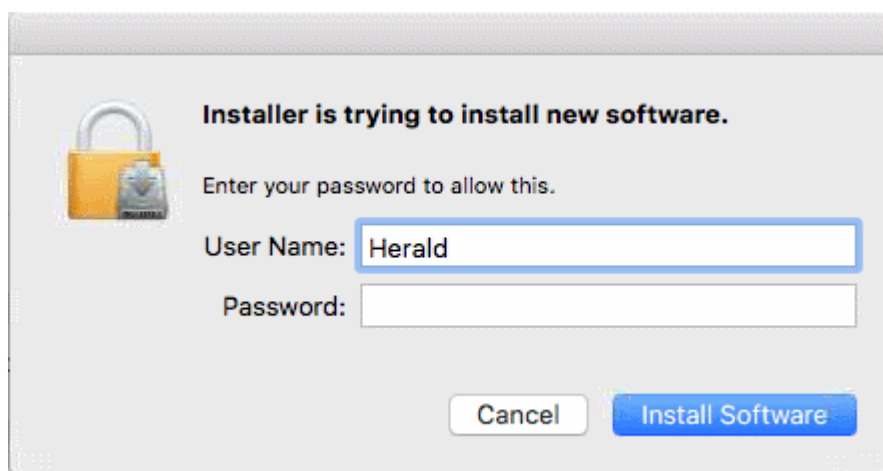 Installer is trying to install new software.
Enter your password to allow this.
User Name: Herald
Password:
Cancel Install Software